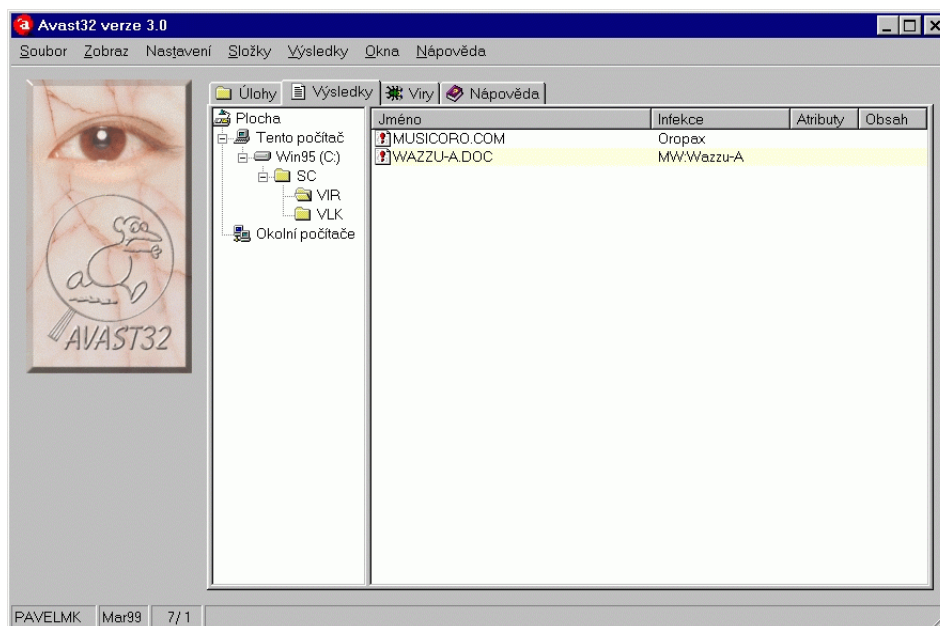 Avast32 verze 3.0
Soubor Zobraz Nastavení Složky Výsledky Okna Nápověda
Úlohy Výsledky Viry Nápověda
Plocha
Tento počítač
Win95 (C:)
SC
VIR
VLK
Okolní počítače
Jméno Infekce Atributy Obsah
MUSICORO.COM Oropax
WAZZU-A.DOC MW:Wazzu-A
AVAST32
PAVELMK Mar99 7/1